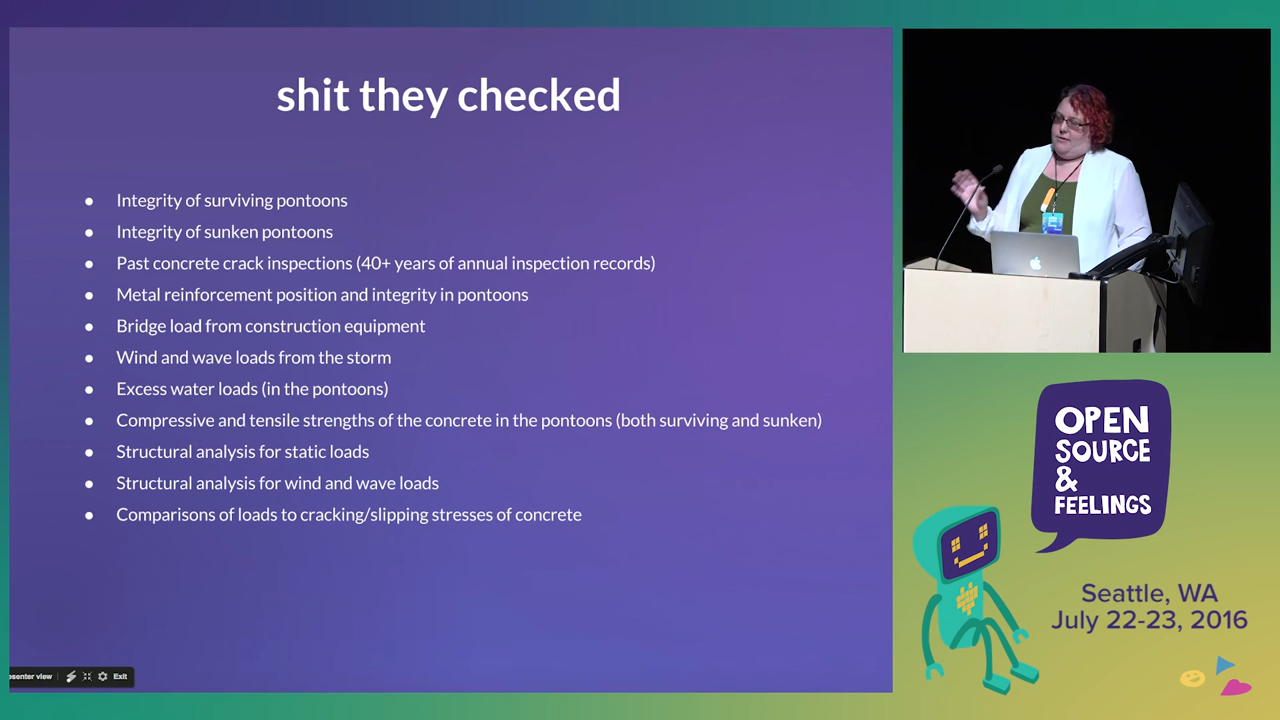 shit they checked
● Integrity of surviving pontoons
● Integrity of sunken pontoons
● Past concrete crack inspections (40+ years of annual inspection records)
● Metal reinforcement position and integrity in pontoons
● Bridge load from construction equipment
● Wind and wave loads from the storm
● Excess water loads (in the pontoons)
● Compressive and tensile strengths of the concrete in the pontoons (both surviving and sunken)
● Structural analysis for static loads
● Structural analysis for wind and wave loads
● Comparisons of loads to cracking/slipping stresses of concrete
esenter view Exit
OPEN
SOURCE
&
FEELINGS
Seattle, WA
July 22-23, 2016